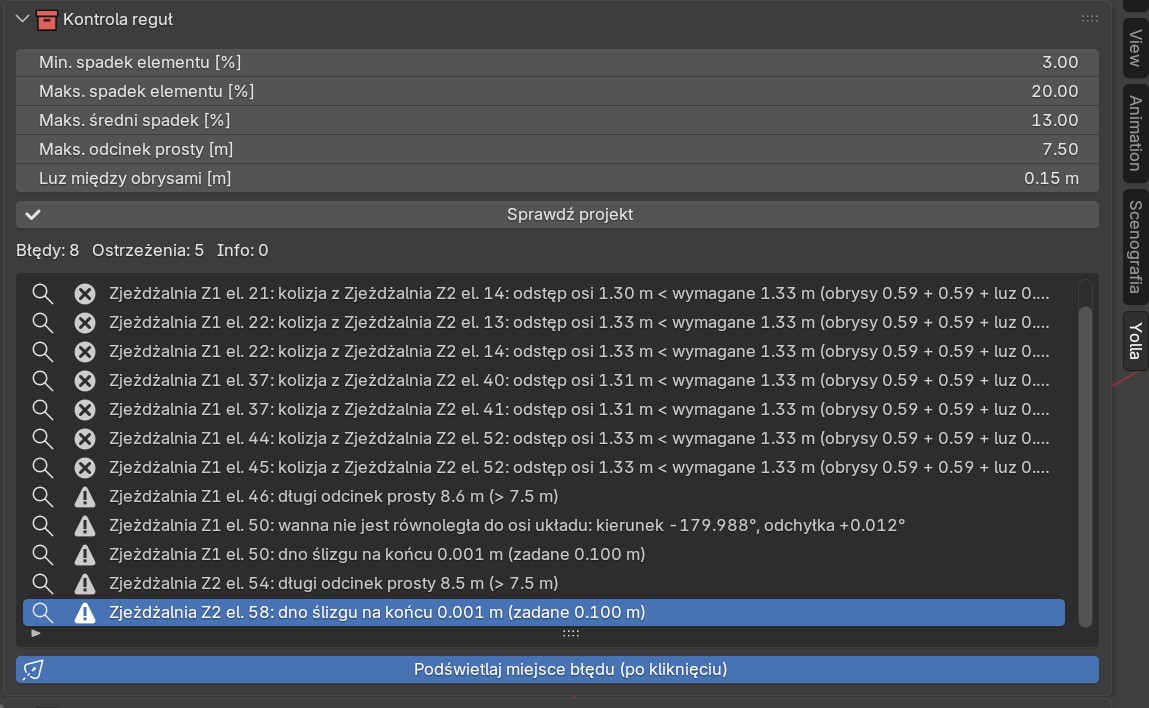 Kontrola reguł
Min. spadek elementu [%] 3.00
Maks. spadek elementu [%] 20.00
Maks. średni spadek [%] 13.00
Maks. odcinek prosty [m] 7.50
Luz między obrysami [m] 0.15 m
Sprawdź projekt
Błędy: 8 Ostrzeżenia: 5 Info: 0
Zjeżdżalnia Z1 el. 21: kolizja z Zjeżdżalnia Z2 el. 14: odstęp osi 1.30 m < wymagane 1.33 m (obrysy 0.59 + 0.59 + luz 0....
Zjeżdżalnia Z1 el. 22: kolizja z Zjeżdżalnia Z2 el. 13: odstęp osi 1.33 m < wymagane 1.33 m (obrysy 0.59 + 0.59 + luz 0....
Zjeżdżalnia Z1 el. 22: kolizja z Zjeżdżalnia Z2 el. 14: odstęp osi 1.33 m < wymagane 1.33 m (obrysy 0.59 + 0.59 + luz 0....
Zjeżdżalnia Z1 el. 37: kolizja z Zjeżdżalnia Z2 el. 40: odstęp osi 1.31 m < wymagane 1.33 m (obrysy 0.59 + 0.59 + luz 0....
Zjeżdżalnia Z1 el. 37: kolizja z Zjeżdżalnia Z2 el. 41: odstęp osi 1.31 m < wymagane 1.33 m (obrysy 0.59 + 0.59 + luz 0....
Zjeżdżalnia Z1 el. 44: kolizja z Zjeżdżalnia Z2 el. 52: odstęp osi 1.33 m < wymagane 1.33 m (obrysy 0.59 + 0.59 + luz 0....
Zjeżdżalnia Z1 el. 45: kolizja z Zjeżdżalnia Z2 el. 52: odstęp osi 1.33 m < wymagane 1.33 m (obrysy 0.59 + 0.59 + luz 0....
Zjeżdżalnia Z1 el. 46: długi odcinek prosty 8.6 m (> 7.5 m)
Zjeżdżalnia Z1 el. 50: wanna nie jest równoległa do osi układu: kierunek -179.988°, odchyłka +0.012°
Zjeżdżalnia Z1 el. 50: dno ślizgu na końcu 0.001 m (zadane 0.100 m)
Zjeżdżalnia Z2 el. 54: długi odcinek prosty 8.5 m (> 7.5 m)
Zjeżdżalnia Z2 el. 58: dno ślizgu na końcu 0.001 m (zadane 0.100 m)
Podświetlaj miejsce błędu (po kliknięciu)
View
Animation
Scenografia
Yolla